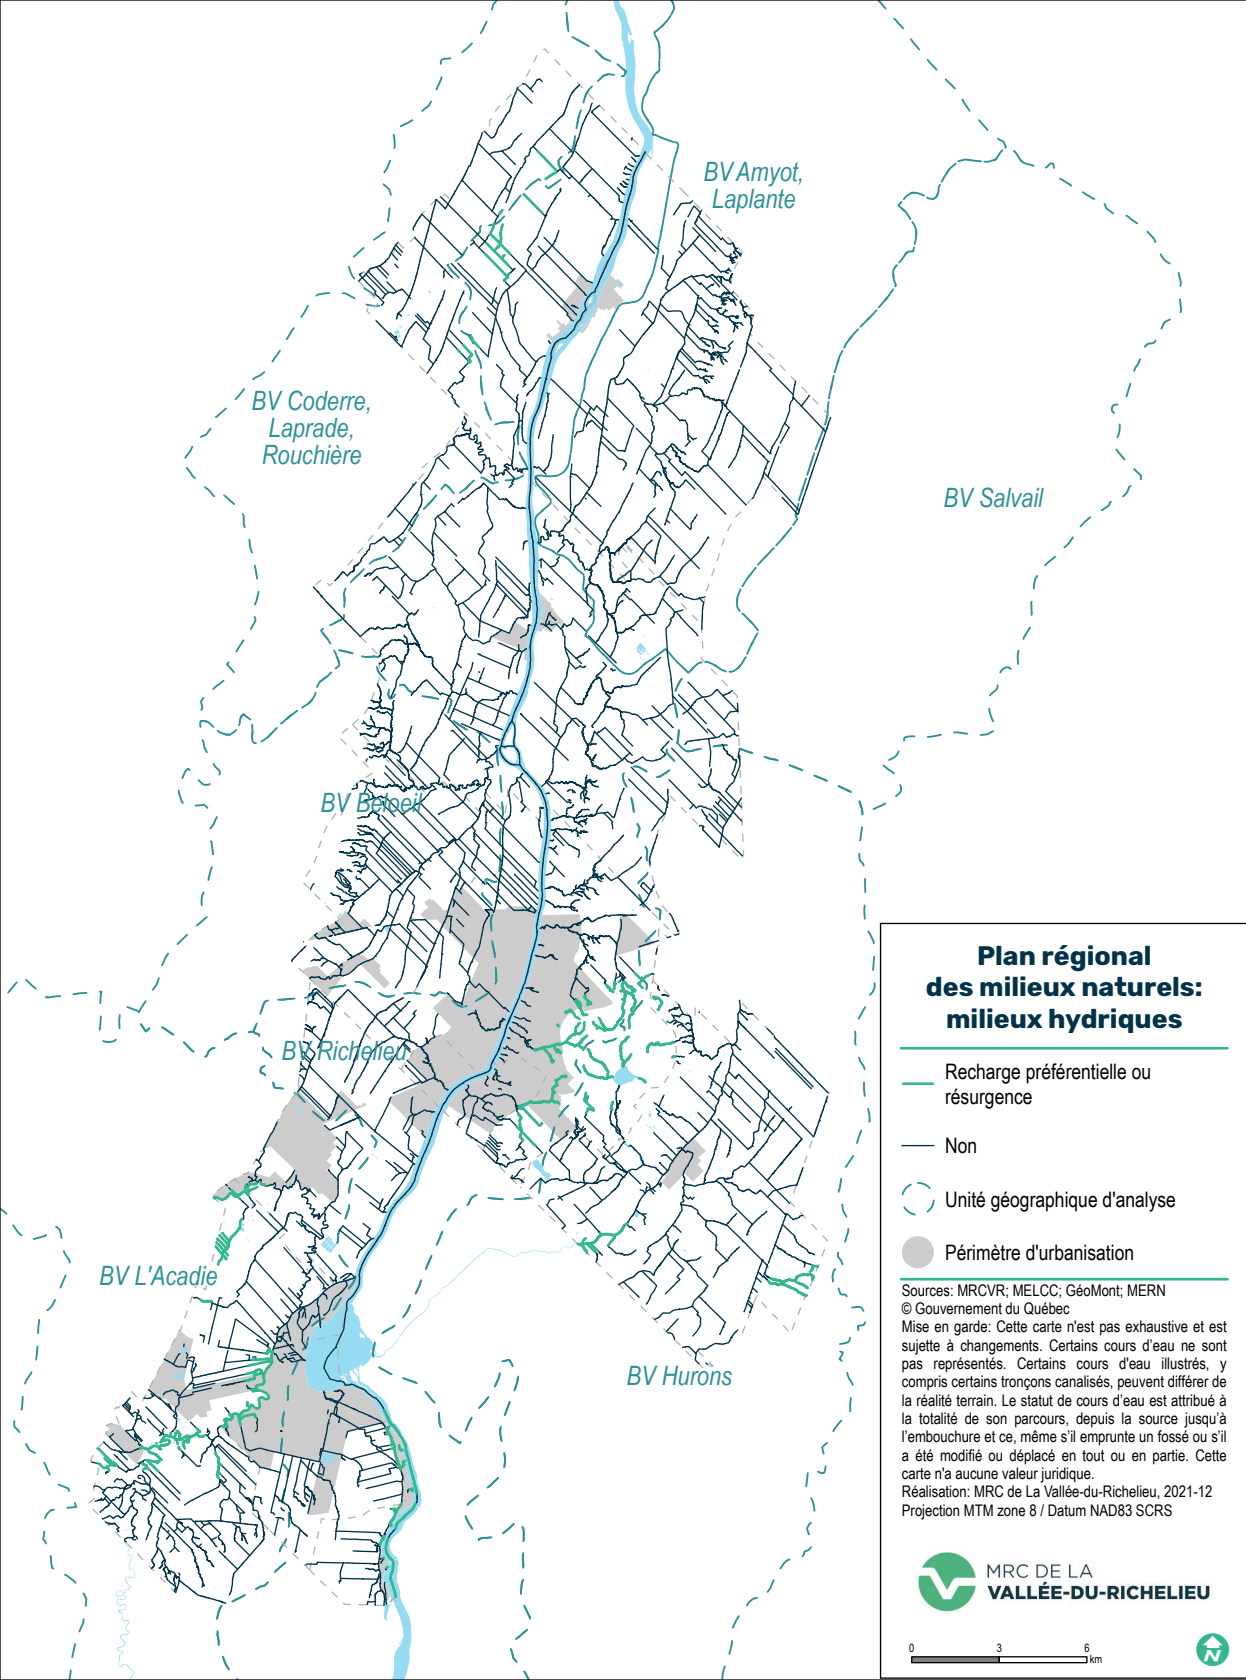 BV Amyot,
Laplante
BV Coderre,
Laprade,
Rouchière
BV Salvail
BV Beloeil
BV Richelieu
BV L'Acadie
BV Hurons
Plan régional
des milieux naturels:
milieux hydriques
Recharge préférentielle ou
résurgence
Non
Unité géographique d'analyse
Périmètre d'urbanisation
Sources: MRCVR; MELCC; GéoMont; MERN
© Gouvernement du Québec
Mise en garde: Cette carte n'est pas exhaustive et est
sujette à changements. Certains cours d'eau ne sont
pas représentés. Certains cours d'eau illustrés, y
compris certains tronçons canalisés, peuvent différer de
la réalité terrain. Le statut de cours d'eau est attribué à
la totalité de son parcours, depuis la source jusqu'à
l'embouchure et ce, même s'il emprunte un fossé ou s'il
a été modifié ou déplacé en tout ou en partie. Cette
carte n'a aucune valeur juridique.
Réalisation: MRC de La Vallée-du-Richelieu, 2021-12
Projection MTM zone 8 / Datum NAD83 SCRS
MRC DE LA
VALLÉE-DU-RICHELIEU
0 3 6
km
N